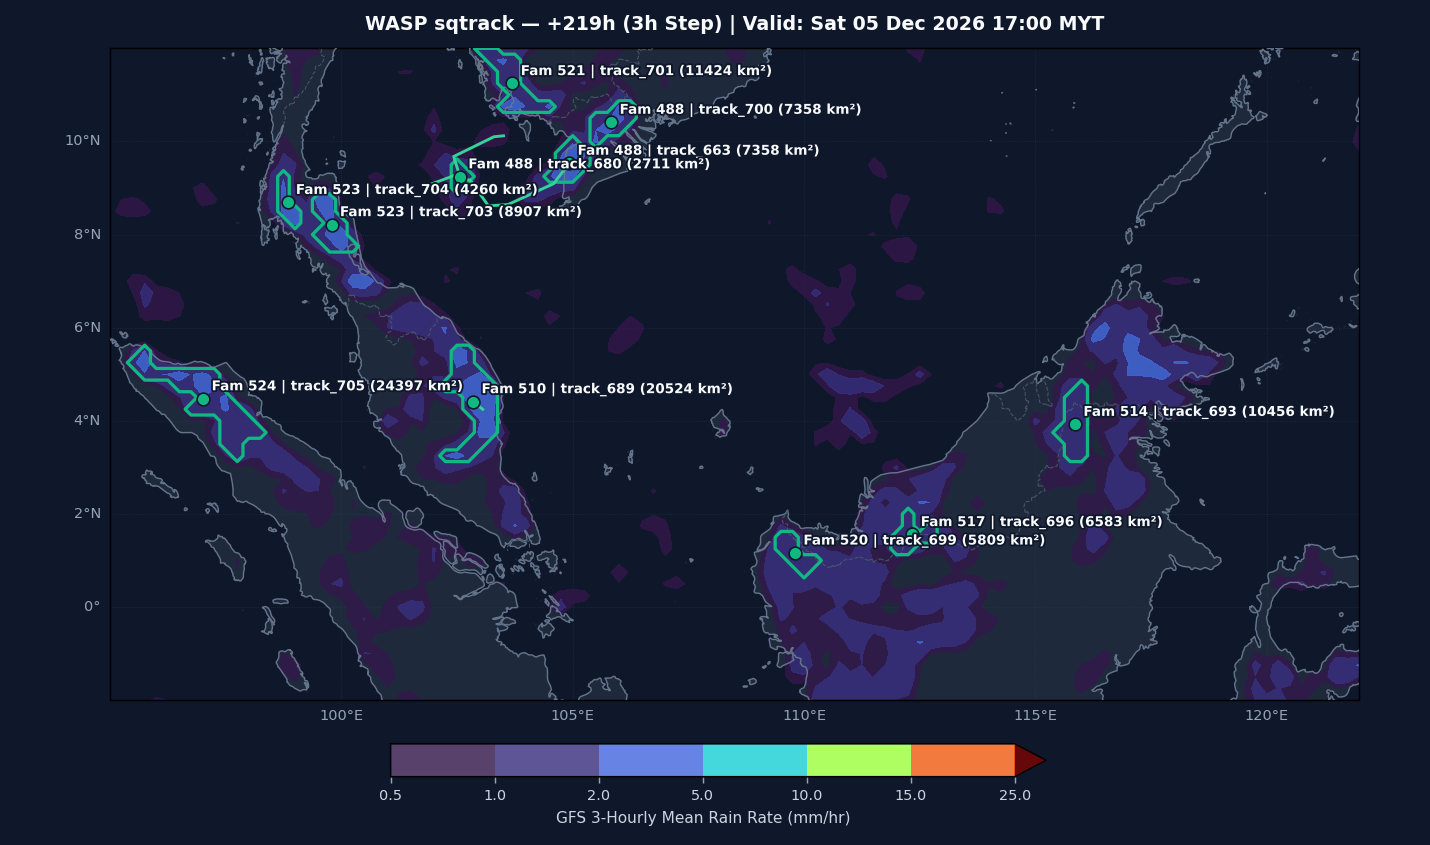 WASP sqtrack — +219h (3h Step) | Valid: Sat 05 Dec 2026 17:00 MYT
Fam 521 | track_701 (11424 km²)
Fam 488 | track_700 (7358 km²)
Fam 488 | track_663 (7358 km²)
Fam 488 | track_680 (2711 km²)
Fam 523 | track_704 (4260 km²)
Fam 523 | track_703 (8907 km²)
Fam 524 | track_705 (24397 km²)
Fam 510 | track_689 (20524 km²)
Fam 514 | track_693 (10456 km²)
Fam 517 | track_696 (6583 km²)
Fam 520 | track_699 (5809 km²)
10°N
8°N
6°N
4°N
2°N
0°
100°E 105°E 110°E 115°E 120°E
0.5 1.0 2.0 5.0 10.0 15.0 25.0
GFS 3-Hourly Mean Rain Rate (mm/hr)